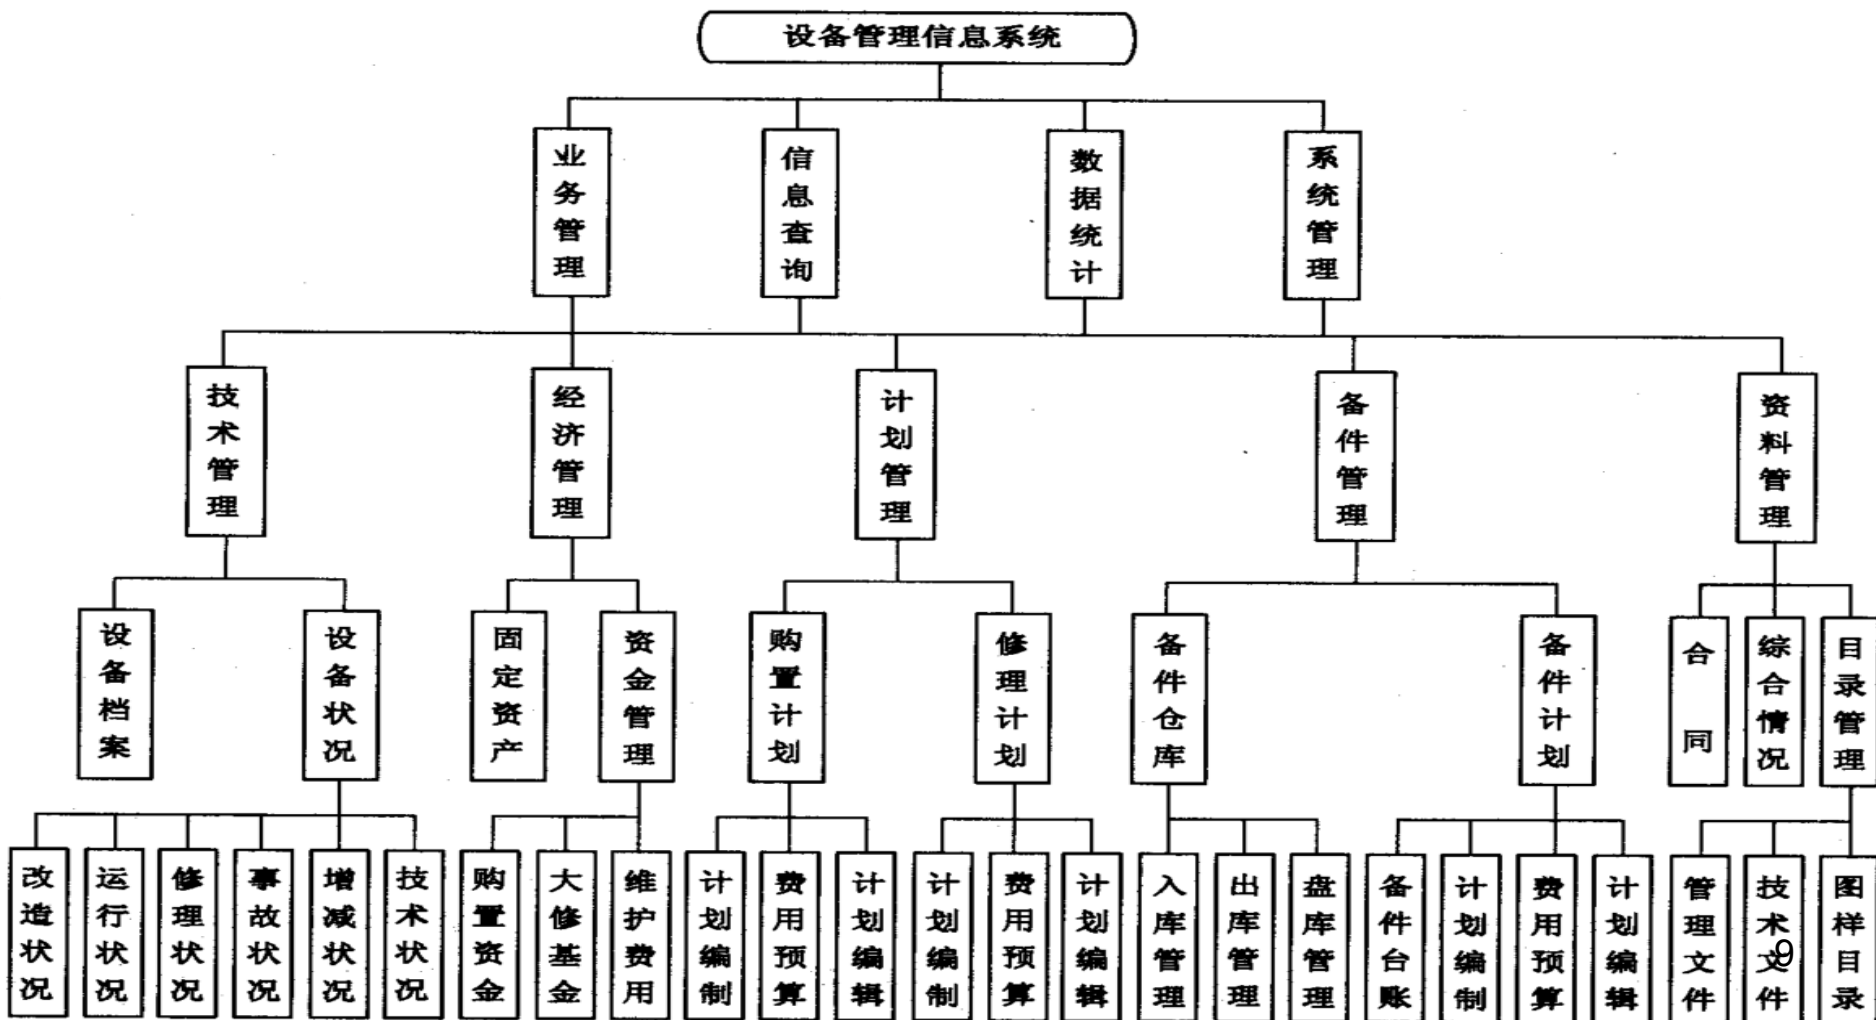 设备管理信息系统
业务管理
信息查询
数据统计
系统管理
技术管理
经济管理
计划管理
备件管理
资料管理
设备档案
设备状况
固定资产
资金管理
购置计划
修理计划
备件仓库
备件计划
合同
综合情况
目录管理
改造状况
运行状况
修理状况
事故状况
增减状况
技术状况
购置资金
大修基金
维护费用
计划编制
费用预算
计划编辑
计划编制
费用预算
计划编辑
入库管理
出库管理
盘库管理
备件台账
计划编制
费用预算
计划编辑
管理文件
技术文件
图样目录
9